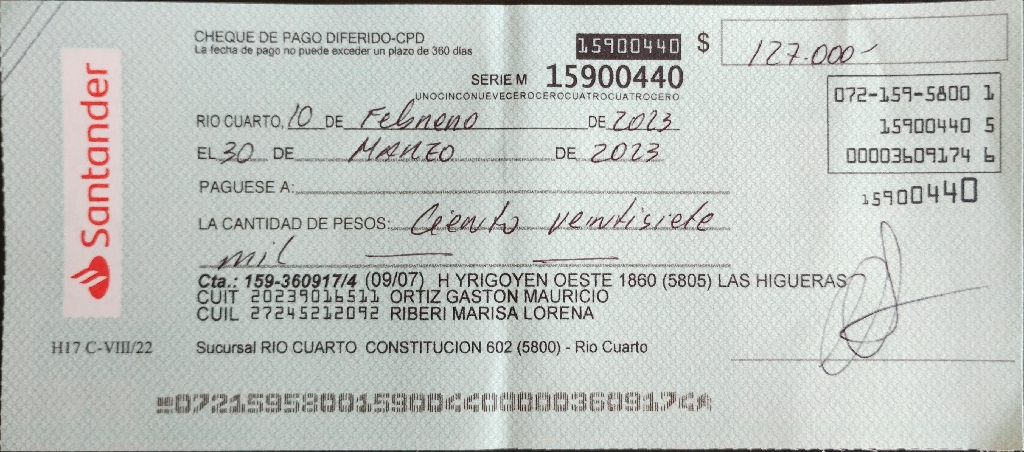 Santander
CHEQUE DE PAGO DIFERIDO-CPD
La fecha de pago no puede exceder un plazo de 360 días
15900440 $ 127.000-
SERIE M 15900440
UNOCINCONUEVECEROCEROCUATROCUATROCERO
072-159-5800 1
15900440 5
00003609174 6
15900440
RIO CUARTO, 10 DE Febrero DE 2023
EL 30 DE MARZO DE 2023
PAGUESE A:
LA CANTIDAD DE PESOS: Ciento veintisiete
mil
Cta.: 159-360917/4 (09/07) H YRIGOYEN OESTE 1860 (5805) LAS HIGUERAS
CUIT 20239016511 ORTIZ GASTON MAURICIO
CUIL 27245212092 RIBERI MARISA LORENA
H17 C-VIII/22
Sucursal RIO CUARTO CONSTITUCION 602 (5800) - Rio Cuarto